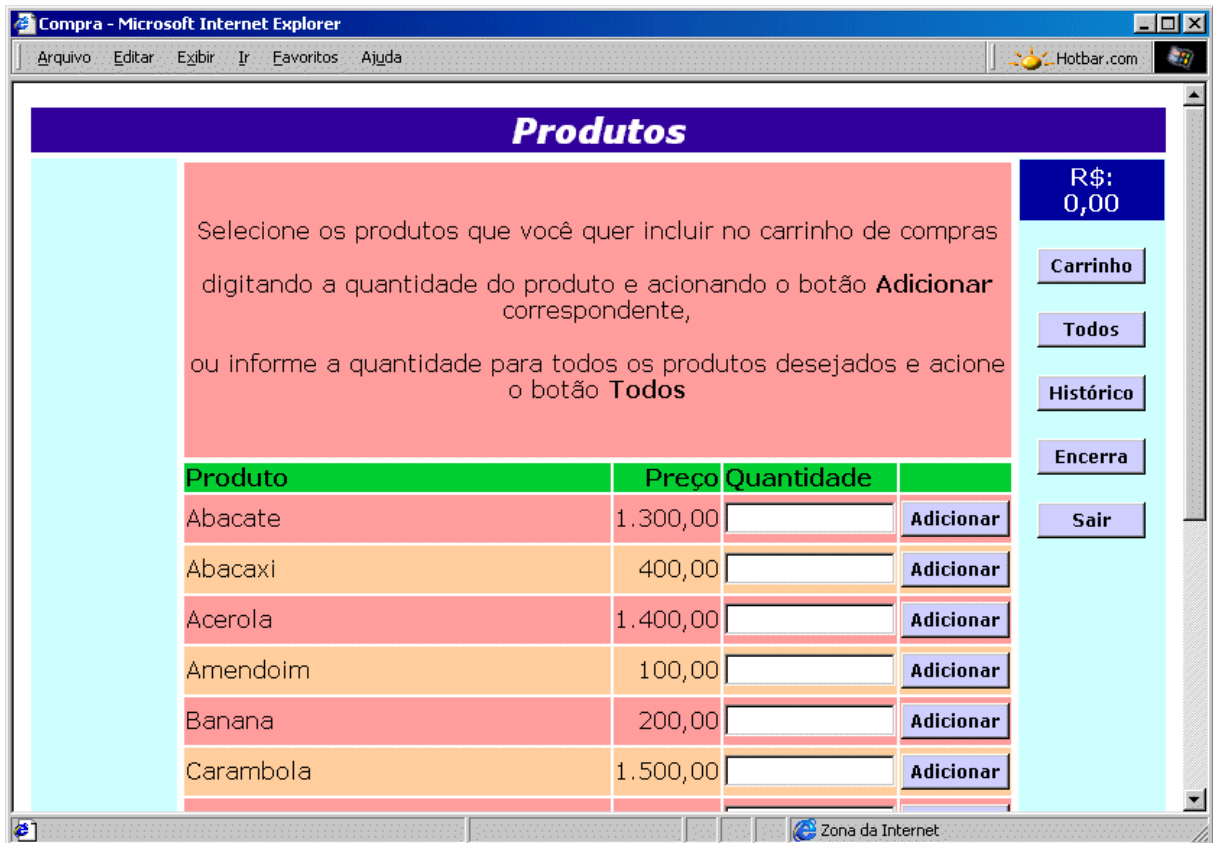 Compra - Microsoft Internet Explorer
Arquivo Editar Exibir Ir Favoritos Ajuda
Hotbar.com
Produtos
Selecione os produtos que você quer incluir no carrinho de compras
digitando a quantidade do produto e acionando o botão Adicionar
correspondente,
ou informe a quantidade para todos os produtos desejados e acione
o botão Todos
R$:
0,00
Carrinho
Todos
Histórico
Encerra
Sair
Produto Preço Quantidade
Abacate 1.300,00 Adicionar
Abacaxi 400,00 Adicionar
Acerola 1.400,00 Adicionar
Amendoim 100,00 Adicionar
Banana 200,00 Adicionar
Carambola 1.500,00 Adicionar
Zona da Internet